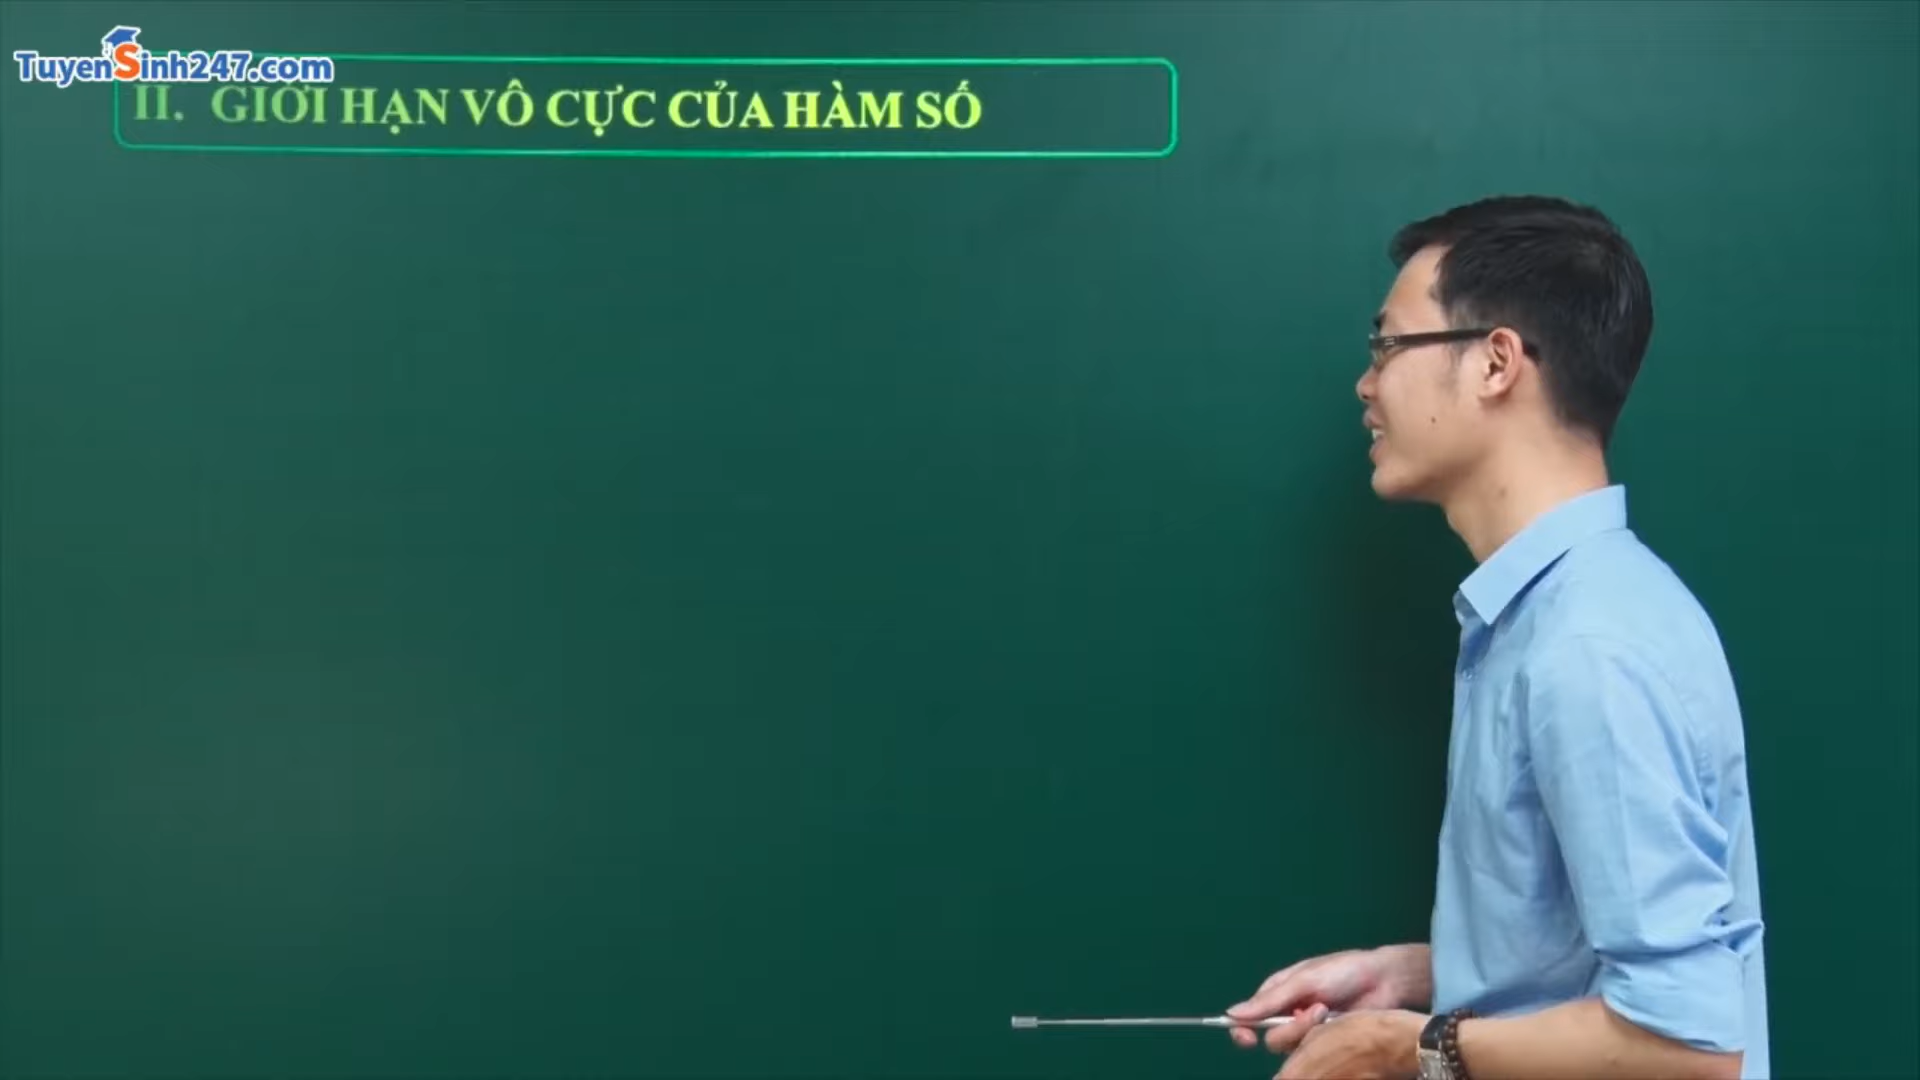 TuyenSinh247.com
II. GIỚI HẠN VÔ CỰC CỦA HÀM SỐ